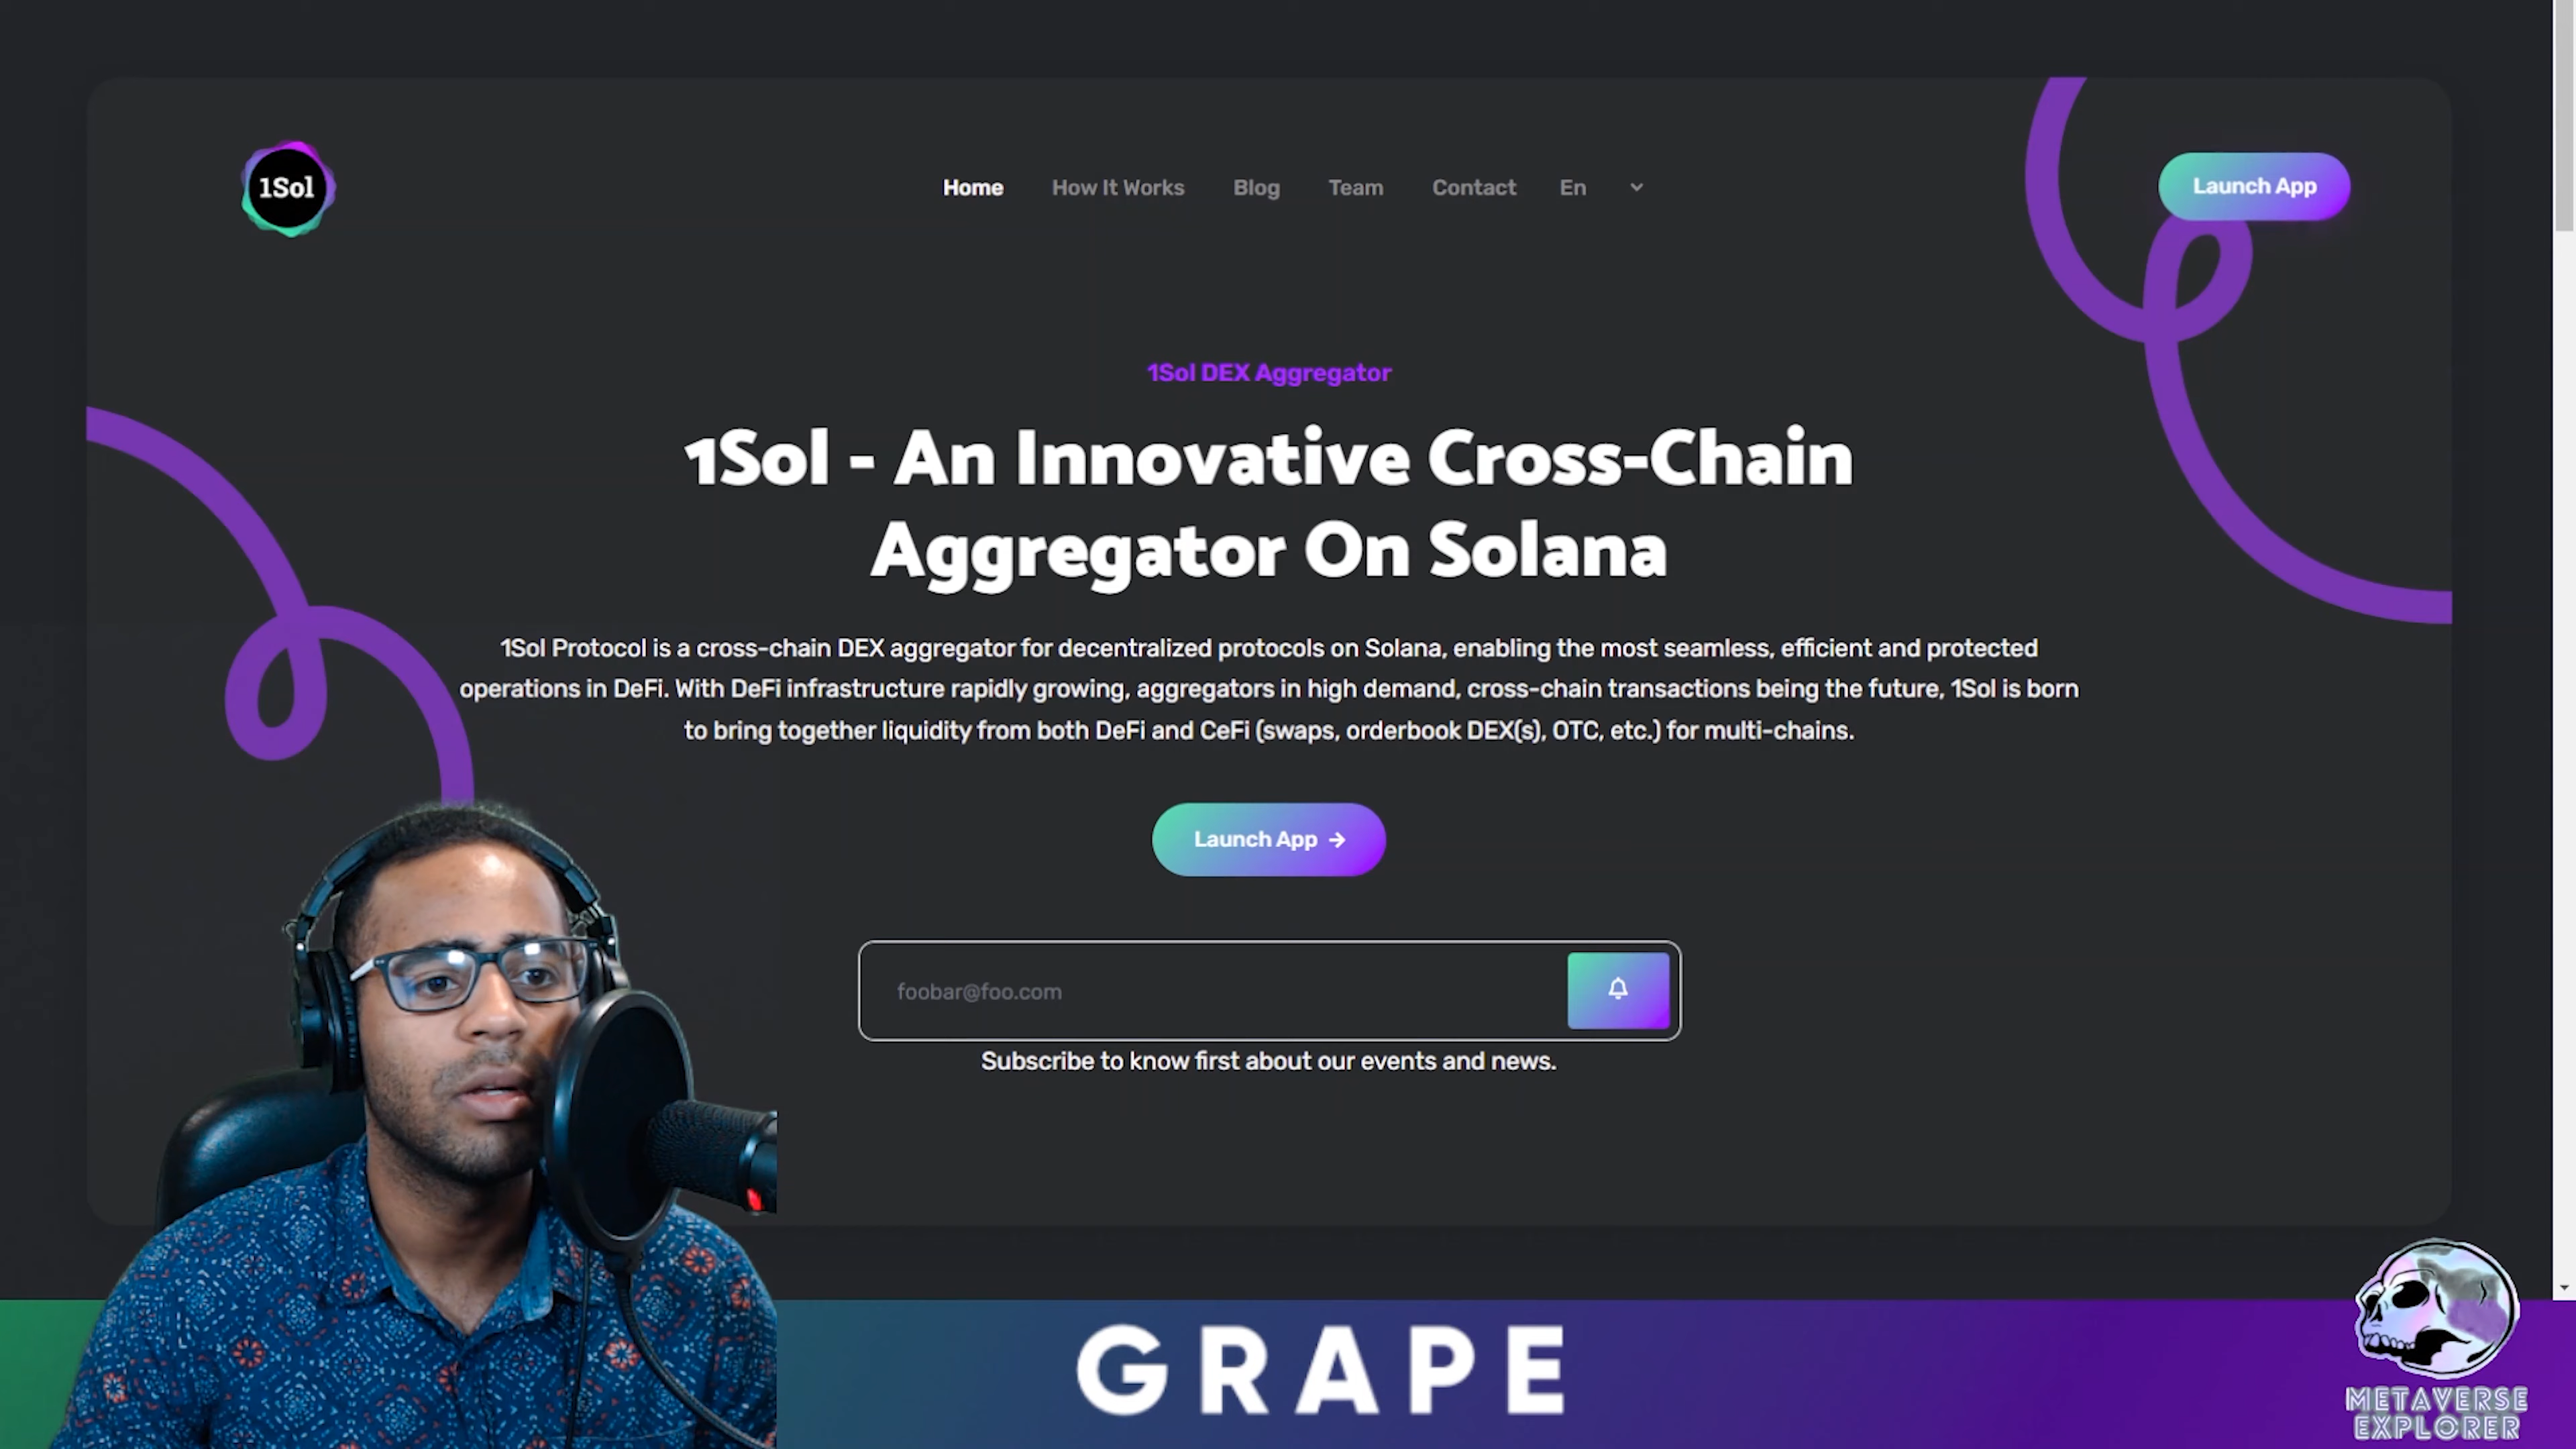 1Sol
Home How It Works Blog Team Contact En
Launch App
1Sol DEX Aggregator
1Sol - An Innovative Cross-Chain
Aggregator On Solana
1Sol Protocol is a cross-chain DEX aggregator for decentralized protocols on Solana, enabling the most seamless, efficient and protected
operations in DeFi. With DeFi infrastructure rapidly growing, aggregators in high demand, cross-chain transactions being the future, 1Sol is born
to bring together liquidity from both DeFi and CeFi (swaps, orderbook DEX(s), OTC, etc.) for multi-chains.
Launch App →
foobar@foo.com
Subscribe to know first about our events and news.
GRAPE
METAVERSE
EXPLORER